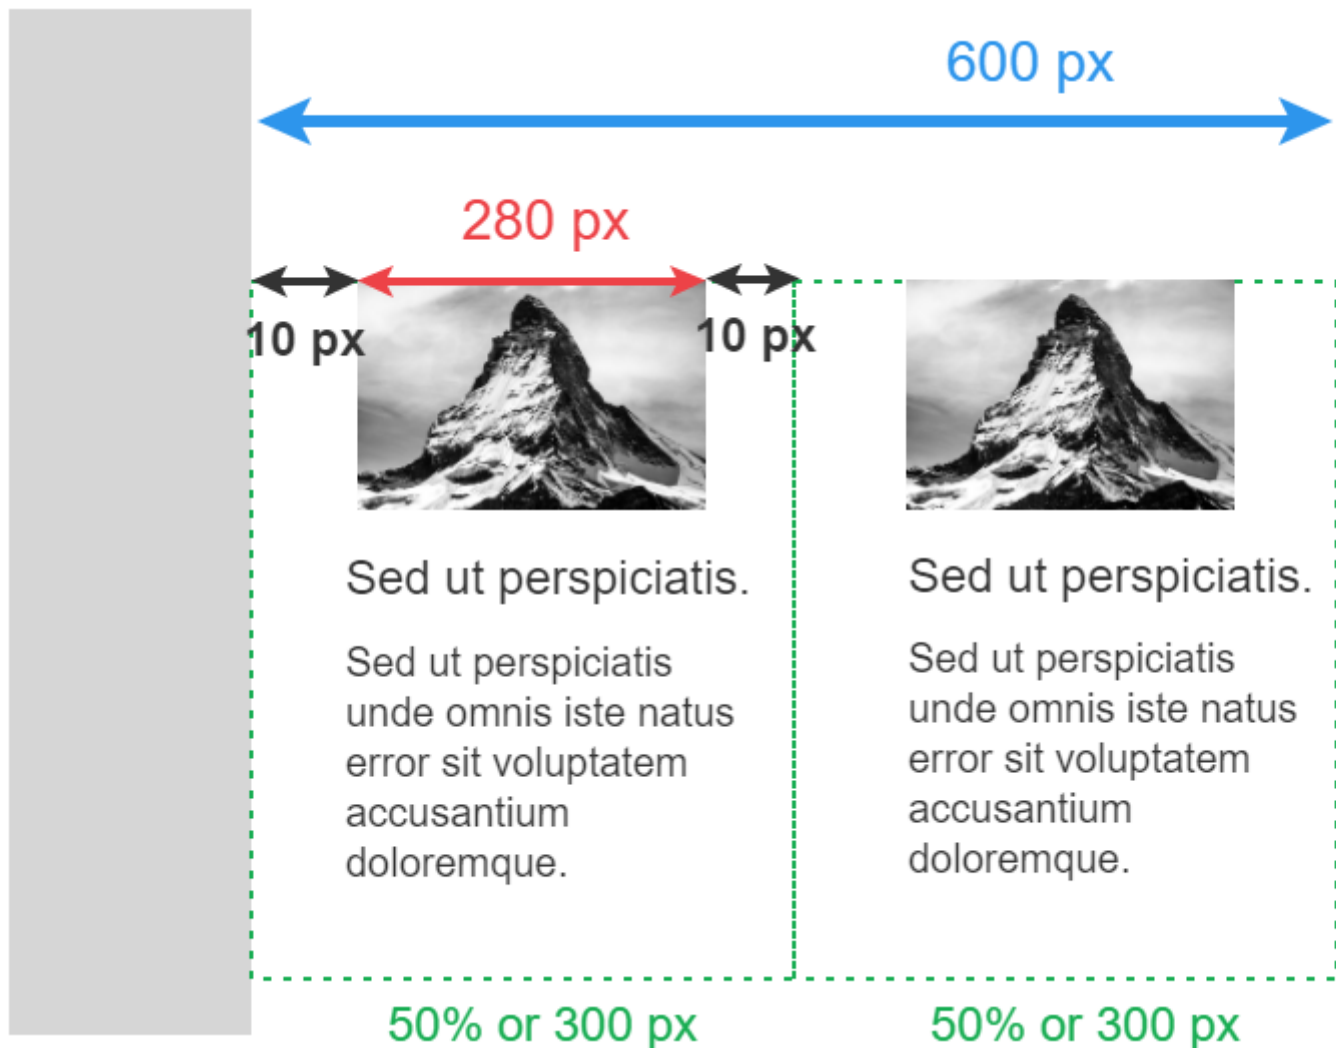 600 px
280 px
10 px
10 px
Sed ut perspiciatis.
Sed ut perspiciatis
unde omnis iste natus
error sit voluptatem
accusantium
doloremque.
50% or 300 px
Sed ut perspiciatis.
Sed ut perspiciatis
unde omnis iste natus
error sit voluptatem
accusantium
doloremque.
50% or 300 px